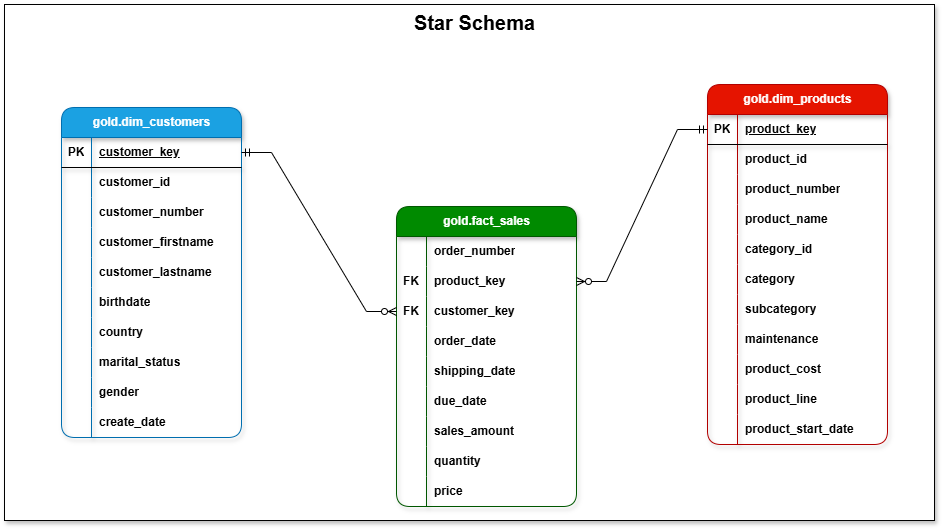 Star Schema
gold.dim_customers
PK customer_key
customer_id
customer_number
customer_firstname
customer_lastname
birthdate
country
marital_status
gender
create_date
gold.fact_sales
order_number
FK product_key
FK customer_key
order_date
shipping_date
due_date
sales_amount
quantity
price
gold.dim_products
PK product_key
product_id
product_number
product_name
category_id
category
subcategory
maintenance
product_cost
product_line
product_start_date